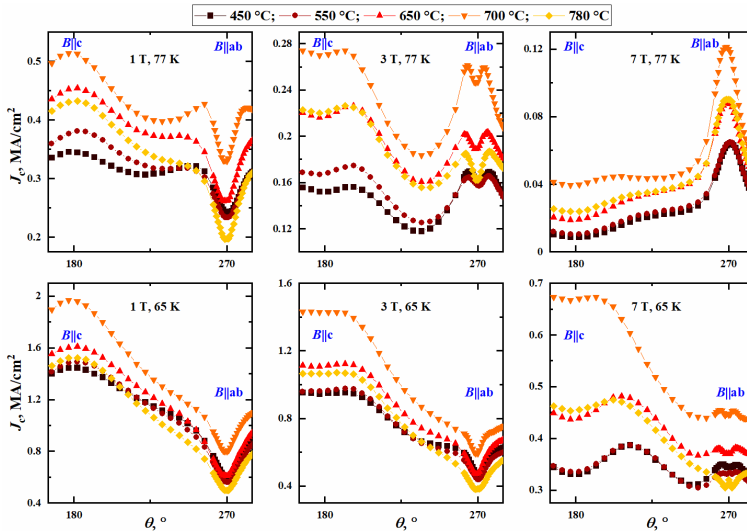 450 °C; 550 °C; 650 °C; 700 °C; 780 °C
B||c
1 T, 77 K
B||ab
0.5
0.4
0.3
0.2
180
270
Jc, MA/cm²
B||c
3 T, 77 K
B||ab
0.28
0.24
0.20
0.16
0.12
180
270
B||c
7 T, 77 K
B||ab
0.12
0.08
0.04
0
180
270
B||c
1 T, 65 K
B||ab
2
1.6
1.2
0.8
0.4
180
270
Jc, MA/cm²
Θ, °
B||c
3 T, 65 K
B||ab
1.8
1.4
1.0
0.6
0.3
180
270
Θ, °
B||c
7 T, 65 K
B||ab
0.7
0.6
0.5
0.4
0.3
180
270
Θ, °